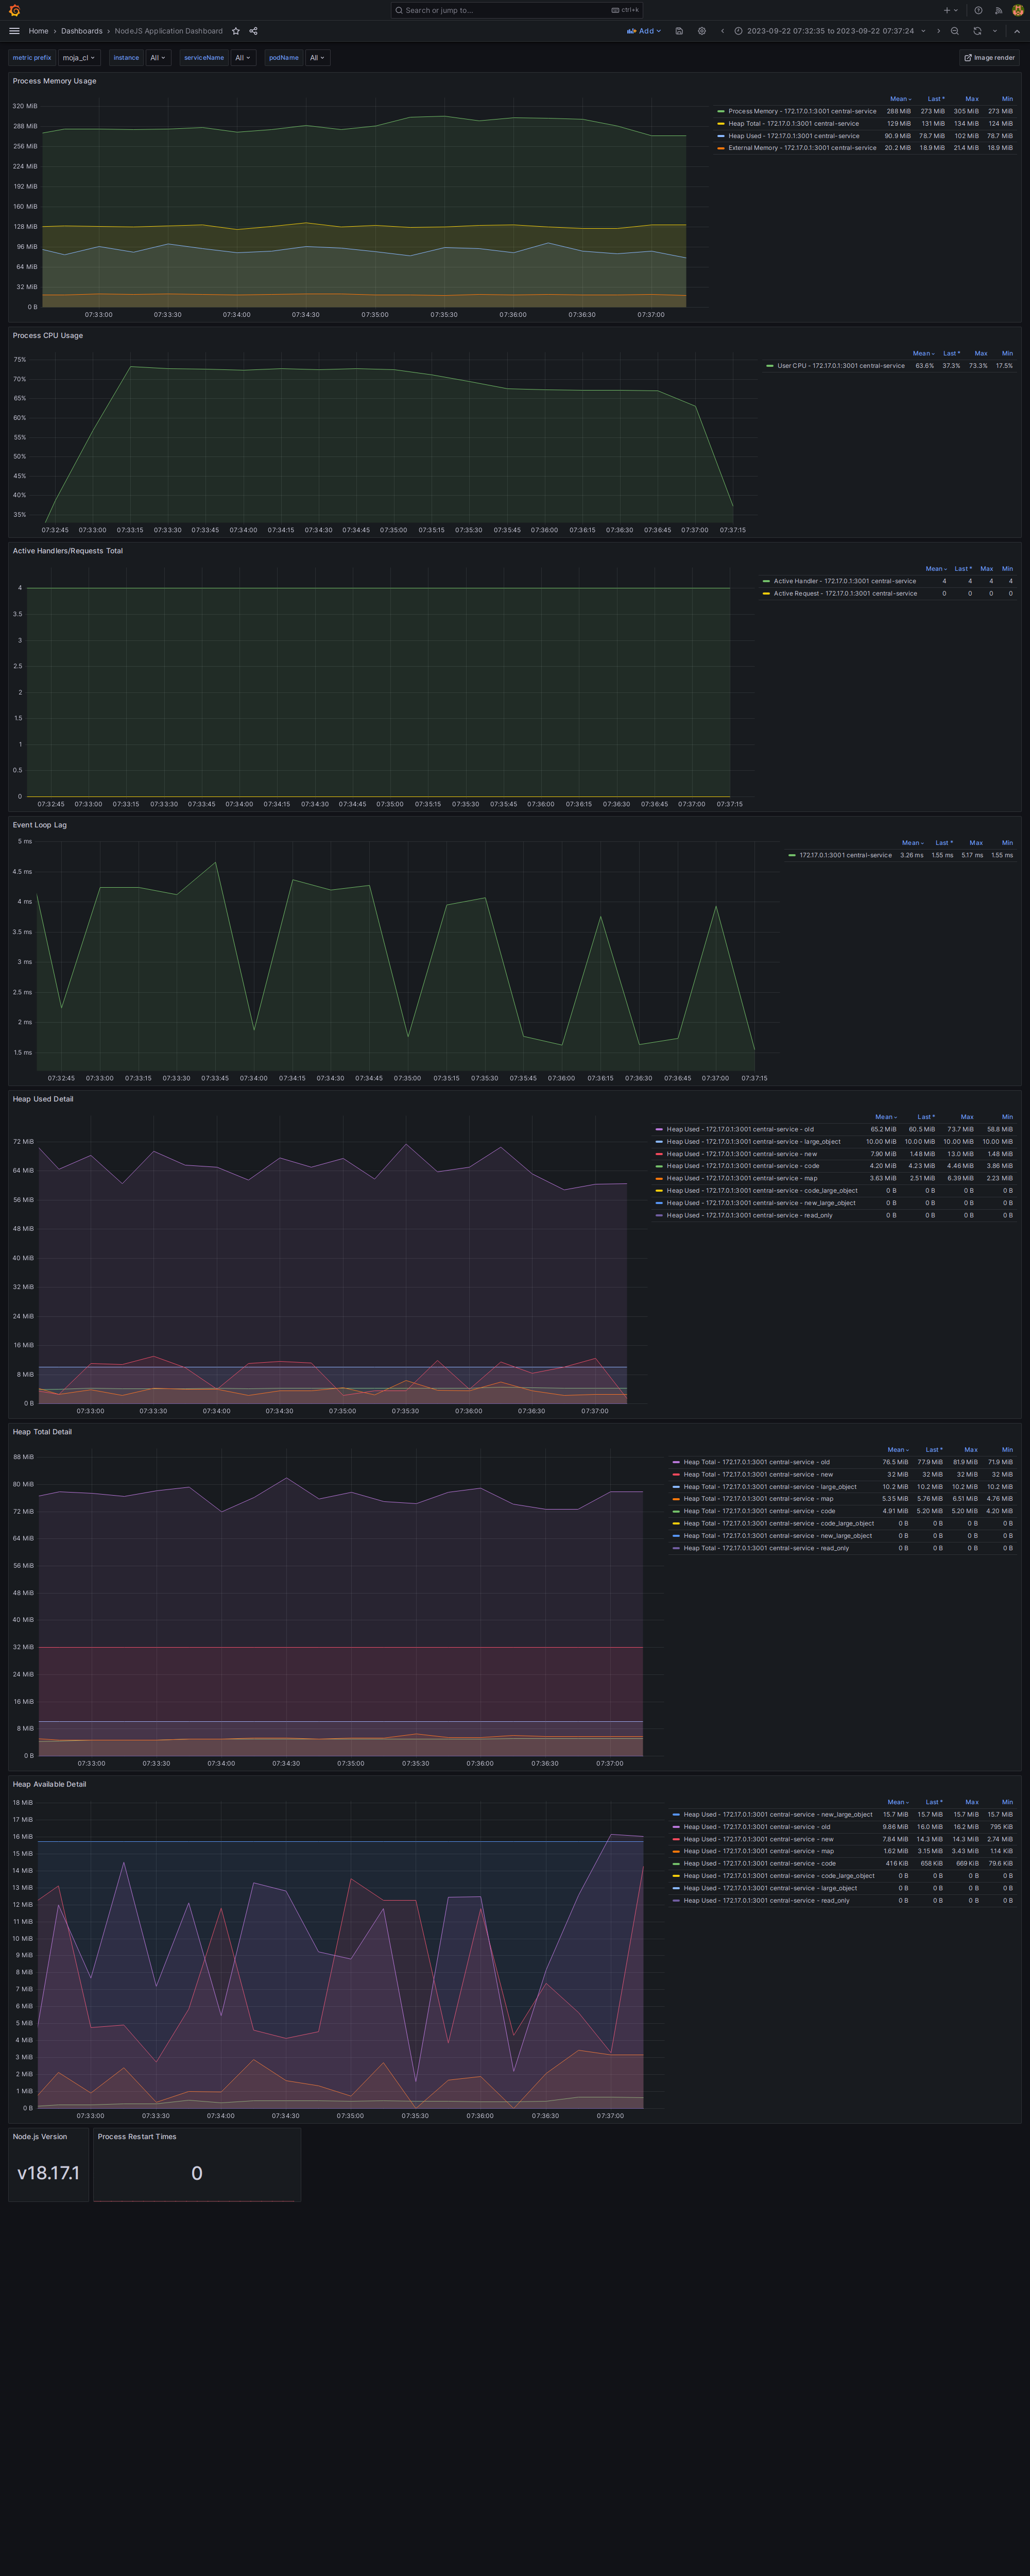 Search or jump to... ctrl+k
Home › Dashboards › NodeJS Application Dashboard Add 2023-09-22 07:32:35 to 2023-09-22 07:37:24
metric prefix moja_cl instance All serviceName All podName All Image render
Process Memory Usage
Mean Last * Max Min
Process Memory - 172.17.0.1:3001 central-service 288 MiB 273 MiB 305 MiB 273 MiB
Heap Total - 172.17.0.1:3001 central-service 129 MiB 131 MiB 134 MiB 124 MiB
Heap Used - 172.17.0.1:3001 central-service 90.9 MiB 78.7 MiB 102 MiB 78.7 MiB
External Memory - 172.17.0.1:3001 central-service 20.2 MiB 18.9 MiB 21.4 MiB 18.9 MiB
320 MiB
288 MiB
256 MiB
224 MiB
192 MiB
160 MiB
128 MiB
96 MiB
64 MiB
32 MiB
0 B
07:33:00 07:33:30 07:34:00 07:34:30 07:35:00 07:35:30 07:36:00 07:36:30 07:37:00
Process CPU Usage
Mean Last * Max Min
User CPU - 172.17.0.1:3001 central-service 63.6% 37.3% 73.3% 17.5%
75%
70%
65%
60%
55%
50%
45%
40%
35%
07:32:45 07:33:00 07:33:15 07:33:30 07:33:45 07:34:00 07:34:15 07:34:30 07:34:45 07:35:00 07:35:15 07:35:30 07:35:45 07:36:00 07:36:15 07:36:30 07:36:45 07:37:00 07:37:15
Active Handlers/Requests Total
Mean Last * Max Min
Active Handler - 172.17.0.1:3001 central-service 4 4 4 4
Active Request - 172.17.0.1:3001 central-service 0 0 0 0
4
3.5
3
2.5
2
1.5
1
0.5
0
07:32:45 07:33:00 07:33:15 07:33:30 07:33:45 07:34:00 07:34:15 07:34:30 07:34:45 07:35:00 07:35:15 07:35:30 07:35:45 07:36:00 07:36:15 07:36:30 07:36:45 07:37:00 07:37:15
Event Loop Lag
Mean Last * Max Min
172.17.0.1:3001 central-service 3.26 ms 1.55 ms 5.17 ms 1.55 ms
5 ms
4.5 ms
4 ms
3.5 ms
3 ms
2.5 ms
2 ms
1.5 ms
07:32:45 07:33:00 07:33:15 07:33:30 07:33:45 07:34:00 07:34:15 07:34:30 07:34:45 07:35:00 07:35:15 07:35:30 07:35:45 07:36:00 07:36:15 07:36:30 07:36:45 07:37:00 07:37:15
Heap Used Detail
Mean Last * Max Min
Heap Used - 172.17.0.1:3001 central-service - old 65.2 MiB 60.5 MiB 73.7 MiB 58.8 MiB
Heap Used - 172.17.0.1:3001 central-service - large_object 10.00 MiB 10.00 MiB 10.00 MiB 10.00 MiB
Heap Used - 172.17.0.1:3001 central-service - new 7.90 MiB 1.48 MiB 13.0 MiB 1.48 MiB
Heap Used - 172.17.0.1:3001 central-service - code 4.20 MiB 4.23 MiB 4.46 MiB 3.86 MiB
Heap Used - 172.17.0.1:3001 central-service - map 3.63 MiB 2.51 MiB 6.39 MiB 2.23 MiB
Heap Used - 172.17.0.1:3001 central-service - code_large_object 0 B 0 B 0 B 0 B
Heap Used - 172.17.0.1:3001 central-service - new_large_object 0 B 0 B 0 B 0 B
Heap Used - 172.17.0.1:3001 central-service - read_only 0 B 0 B 0 B 0 B
72 MiB
64 MiB
56 MiB
48 MiB
40 MiB
32 MiB
24 MiB
16 MiB
8 MiB
0 B
07:33:00 07:33:30 07:34:00 07:34:30 07:35:00 07:35:30 07:36:00 07:36:30 07:37:00
Heap Total Detail
Mean Last * Max Min
Heap Total - 172.17.0.1:3001 central-service - old 76.5 MiB 77.9 MiB 81.9 MiB 71.9 MiB
Heap Total - 172.17.0.1:3001 central-service - new 32 MiB 32 MiB 32 MiB 32 MiB
Heap Total - 172.17.0.1:3001 central-service - large_object 10.2 MiB 10.2 MiB 10.2 MiB 10.2 MiB
Heap Total - 172.17.0.1:3001 central-service - map 5.35 MiB 5.76 MiB 6.51 MiB 4.76 MiB
Heap Total - 172.17.0.1:3001 central-service - code 4.91 MiB 5.20 MiB 5.20 MiB 4.20 MiB
Heap Total - 172.17.0.1:3001 central-service - code_large_object 0 B 0 B 0 B 0 B
Heap Total - 172.17.0.1:3001 central-service - new_large_object 0 B 0 B 0 B 0 B
Heap Total - 172.17.0.1:3001 central-service - read_only 0 B 0 B 0 B 0 B
88 MiB
80 MiB
72 MiB
64 MiB
56 MiB
48 MiB
40 MiB
32 MiB
24 MiB
16 MiB
8 MiB
0 B
07:33:00 07:33:30 07:34:00 07:34:30 07:35:00 07:35:30 07:36:00 07:36:30 07:37:00
Heap Available Detail
Mean Last * Max Min
Heap Used - 172.17.0.1:3001 central-service - new_large_object 15.7 MiB 15.7 MiB 15.7 MiB 15.7 MiB
Heap Used - 172.17.0.1:3001 central-service - old 9.86 MiB 16.0 MiB 16.2 MiB 795 KiB
Heap Used - 172.17.0.1:3001 central-service - new 7.84 MiB 14.3 MiB 14.3 MiB 2.74 MiB
Heap Used - 172.17.0.1:3001 central-service - map 1.62 MiB 3.15 MiB 3.43 MiB 1.14 KiB
Heap Used - 172.17.0.1:3001 central-service - code 416 KiB 658 KiB 669 KiB 79.6 KiB
Heap Used - 172.17.0.1:3001 central-service - code_large_object 0 B 0 B 0 B 0 B
Heap Used - 172.17.0.1:3001 central-service - large_object 0 B 0 B 0 B 0 B
Heap Used - 172.17.0.1:3001 central-service - read_only 0 B 0 B 0 B 0 B
18 MiB
17 MiB
16 MiB
15 MiB
14 MiB
13 MiB
12 MiB
11 MiB
10 MiB
9 MiB
8 MiB
7 MiB
6 MiB
5 MiB
4 MiB
3 MiB
2 MiB
1 MiB
0 B
07:33:00 07:33:30 07:34:00 07:34:30 07:35:00 07:35:30 07:36:00 07:36:30 07:37:00
Node.js Version Process Restart Times
v18.17.1 0